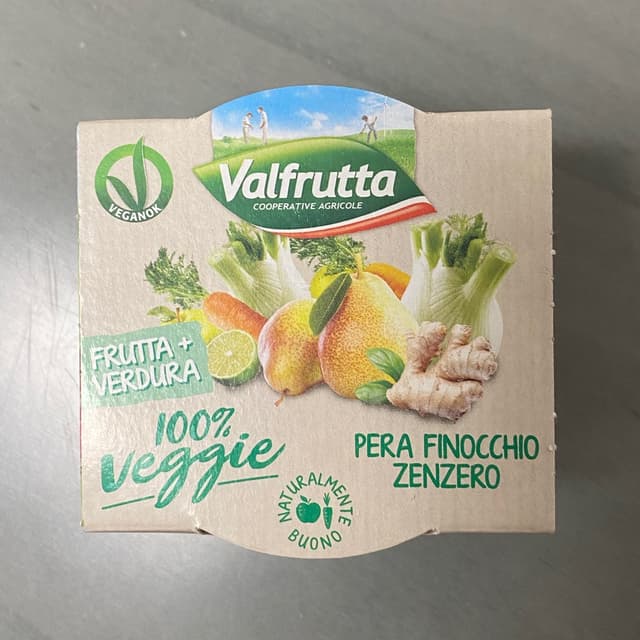 Valfrutta
COOPERATIVE AGRICOLE
VEGANOK
FRUTTA +
VERDURA
100%
veggie
PERA FINOCCHIO
ZENZERO
NATURALMENTE
BUONO